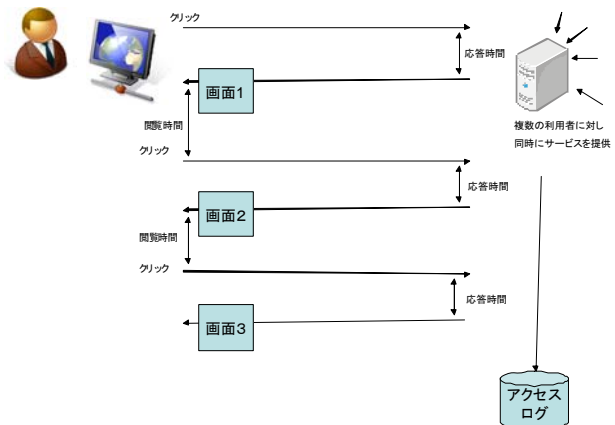 クリック
応答時間
画面1
複数の利用者に対し
同時にサービスを提供
閲覧時間
クリック
応答時間
画面2
閲覧時間
クリック
応答時間
画面3
アクセス
ログ